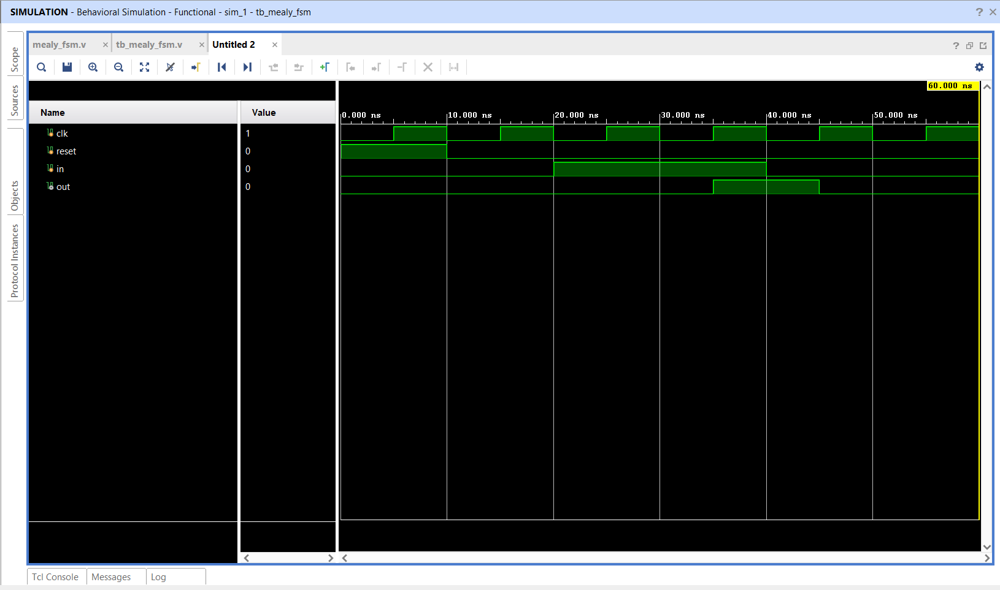 SIMULATION - Behavioral Simulation - Functional - sim_1 - tb_mealy_fsm
? ×
Scope
Sources
Objects
Protocol Instances
mealy_fsm.v × tb_mealy_fsm.v × Untitled 2 ×
?
60.000 ns
Name Value
0.000 ns 10.000 ns 20.000 ns 30.000 ns 40.000 ns 50.000 ns
clk 1
reset 0
in 0
out 0
Tcl Console Messages Log